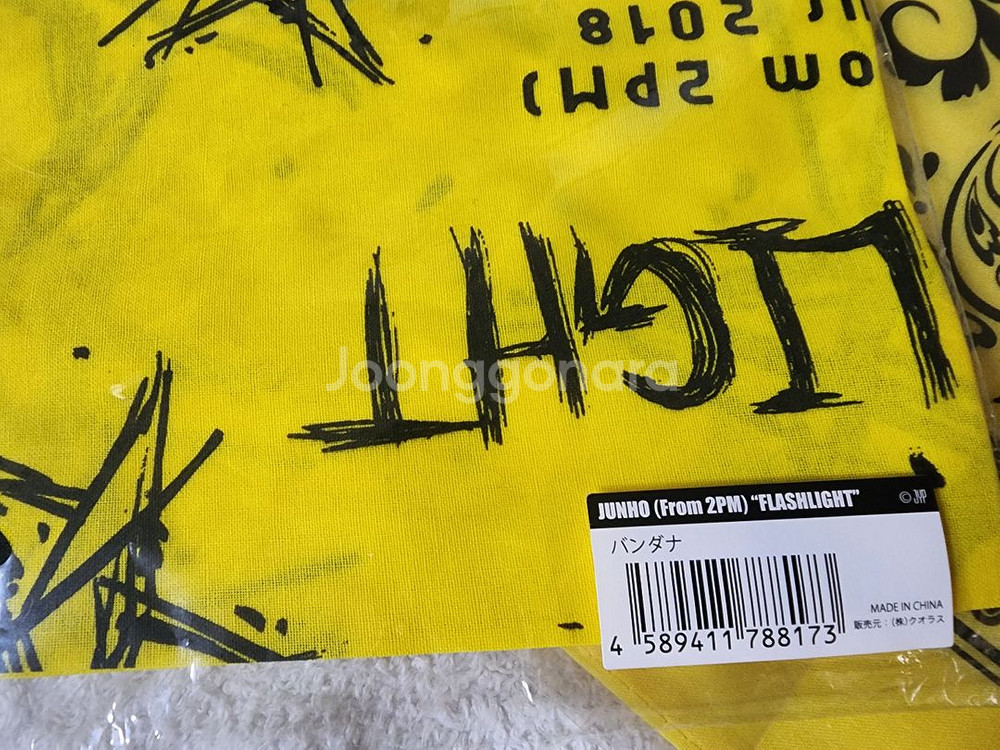 LIGHT
om 2PM)
2018
Joonggonara
JUNHO (From 2PM) “FLASHLIGHT”
© JYP
バンダナ
MADE IN CHINA
販売元：(株)クオラス
4 589411 788173